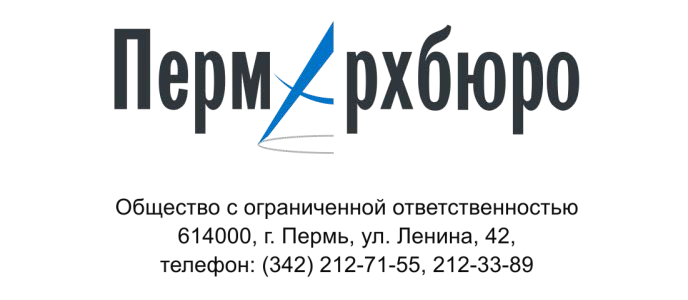 ПермАрхбюро
Общество с ограниченной ответственностью
614000, г. Пермь, ул. Ленина, 42,
телефон: (342) 212-71-55, 212-33-89